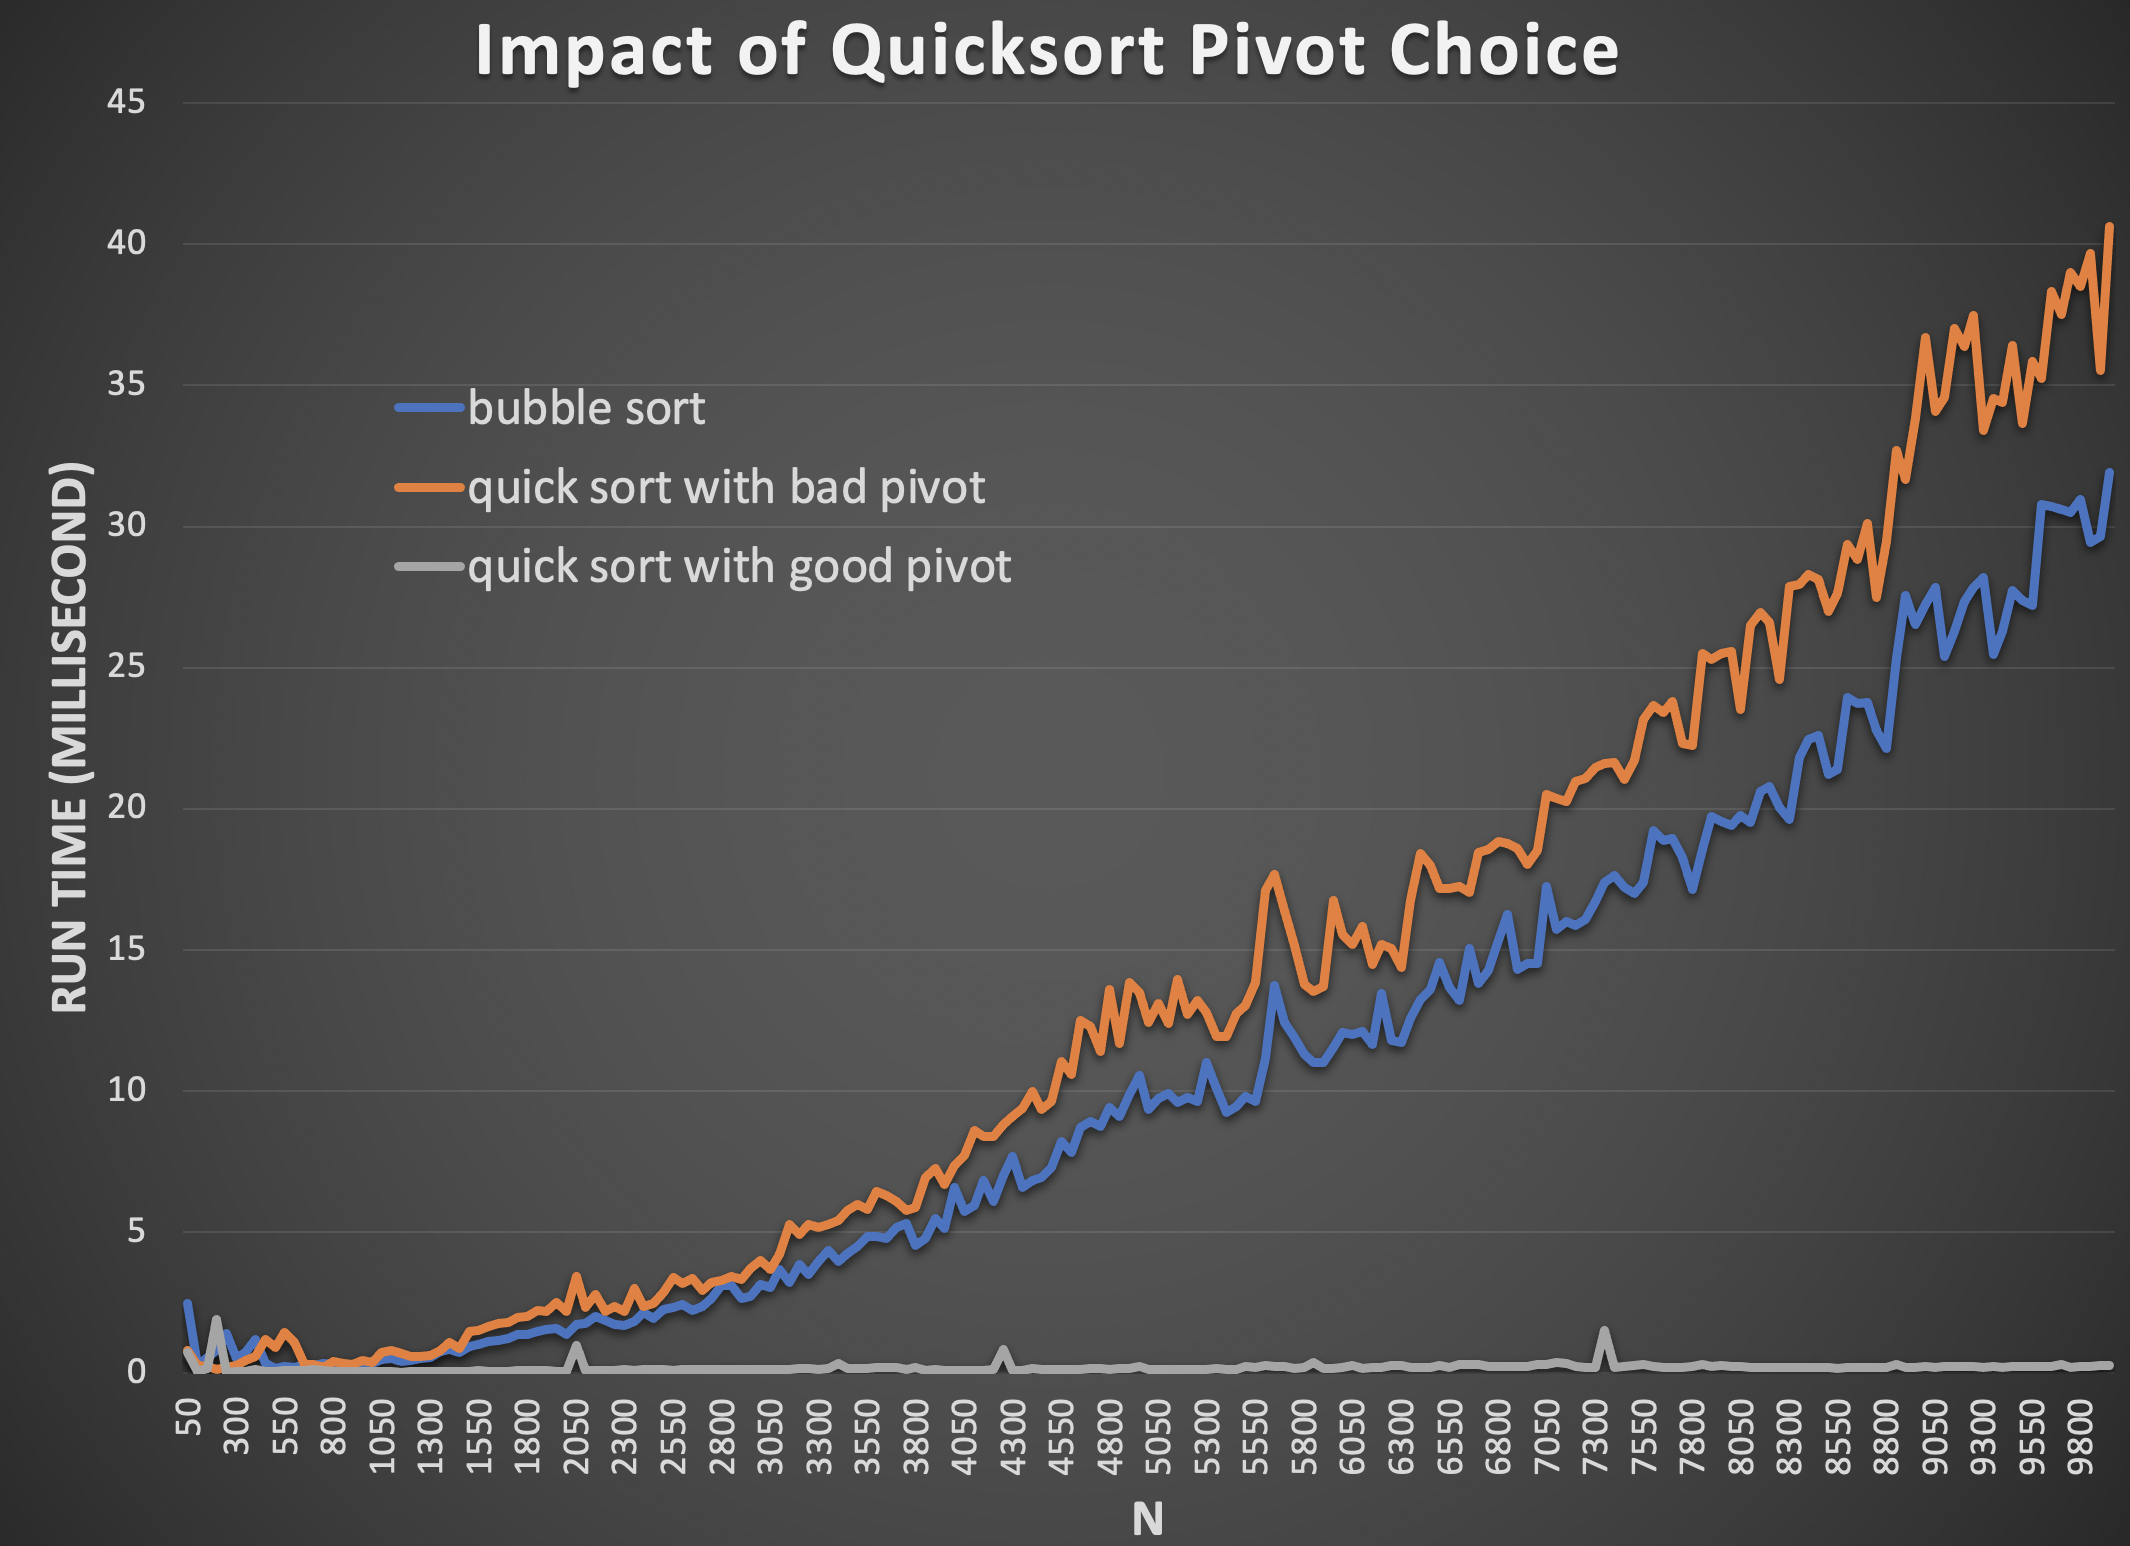 Impact of Quicksort Pivot Choice
45
40
35
30
25
20
15
10
5
0
RUN TIME (MILLISECOND)
bubble sort
quick sort with bad pivot
quick sort with good pivot
50 300 550 800 1050 1300 1550 1800 2050 2300 2550 2800 3050 3300 3550 3800 4050 4300 4550 4800 5050 5300 5550 5800 6050 6300 6550 6800 7050 7300 7550 7800 8050 8300 8550 8800 9050 9300 9550 9800
N